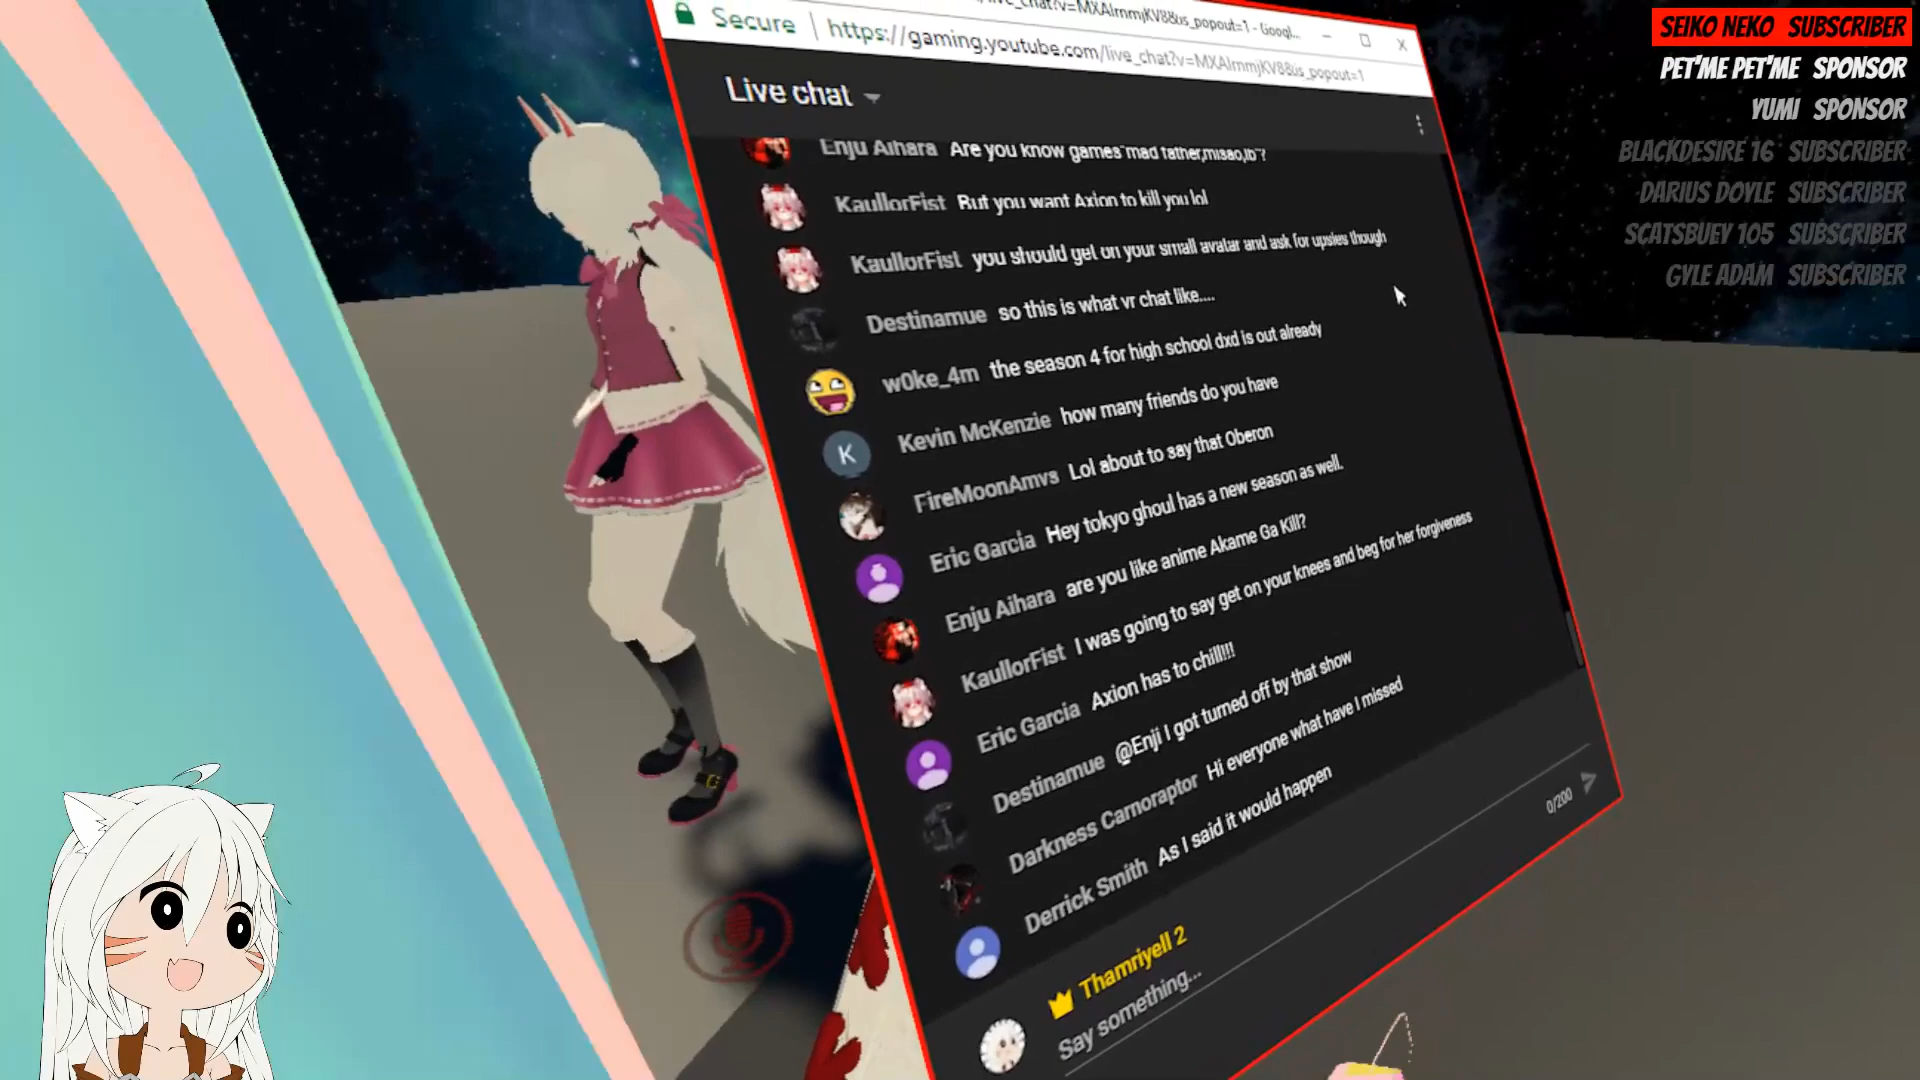 live_chat?v=MXAlrnmjKV8&is_popout=1 - Googl...
Secure https://gaming.youtube.com/live_chat?v=MXAlrnmjKV8&is_popout=1
Live chat
Enju Aihara Are you know games"mad father,misao,ib"?
KaullorFist But you want Axion to kill you lol
KaullorFist you should get on your small avatar and ask for upsies though
Destinamue so this is what vr chat like....
w0ke_4m the season 4 for high school dxd is out already
Kevin McKenzie how many friends do you have
K
FireMoonAmvs Lol about to say that Oberon
Eric Garcia Hey tokyo ghoul has a new season as well.
Enju Aihara are you like anime Akame Ga Kill?
KaullorFist I was going to say get on your knees and beg for her forgiveness
Eric Garcia Axion has to chill!!!
Destinamue @Enji I got turned off by that show
Darkness Carnoraptor Hi everyone what have I missed
Derrick Smith As I said it would happen
Thamriyell 2
Say something...
0/200
SEIKO NEKO SUBSCRIBER
PET'ME PET'ME SPONSOR
YUMI SPONSOR
BLACKDESIRE 16 SUBSCRIBER
DARIUS DOYLE SUBSCRIBER
SCATSBUEY 105 SUBSCRIBER
GYLE ADAM SUBSCRIBER